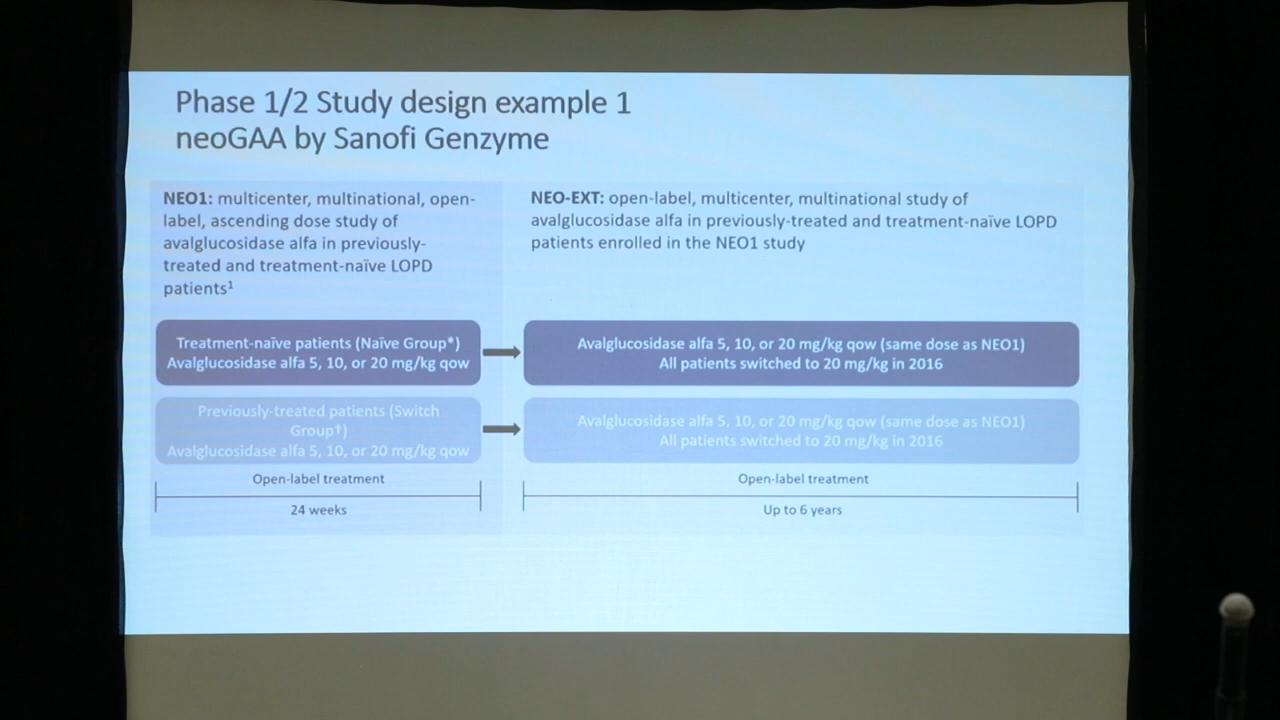 Phase 1/2 Study design example 1
neoGAA by Sanofi Genzyme
NEO1: multicenter, multinational, open-
label, ascending dose study of
avalglucosidase alfa in previously-
treated and treatment-naïve LOPD
patients¹
NEO-EXT: open-label, multicenter, multinational study of
avalglucosidase alfa in previously-treated and treatment-naïve LOPD
patients enrolled in the NEO1 study
Treatment-naïve patients (Naïve Group*)
Avalglucosidase alfa 5, 10, or 20 mg/kg qow
Avalglucosidase alfa 5, 10, or 20 mg/kg qow (same dose as NEO1)
All patients switched to 20 mg/kg in 2016
Previously-treated patients (Switch
Group†)
Avalglucosidase alfa 5, 10, or 20 mg/kg qow
Avalglucosidase alfa 5, 10, or 20 mg/kg qow (same dose as NEO1)
All patients switched to 20 mg/kg in 2016
Open-label treatment
24 weeks
Open-label treatment
Up to 6 years